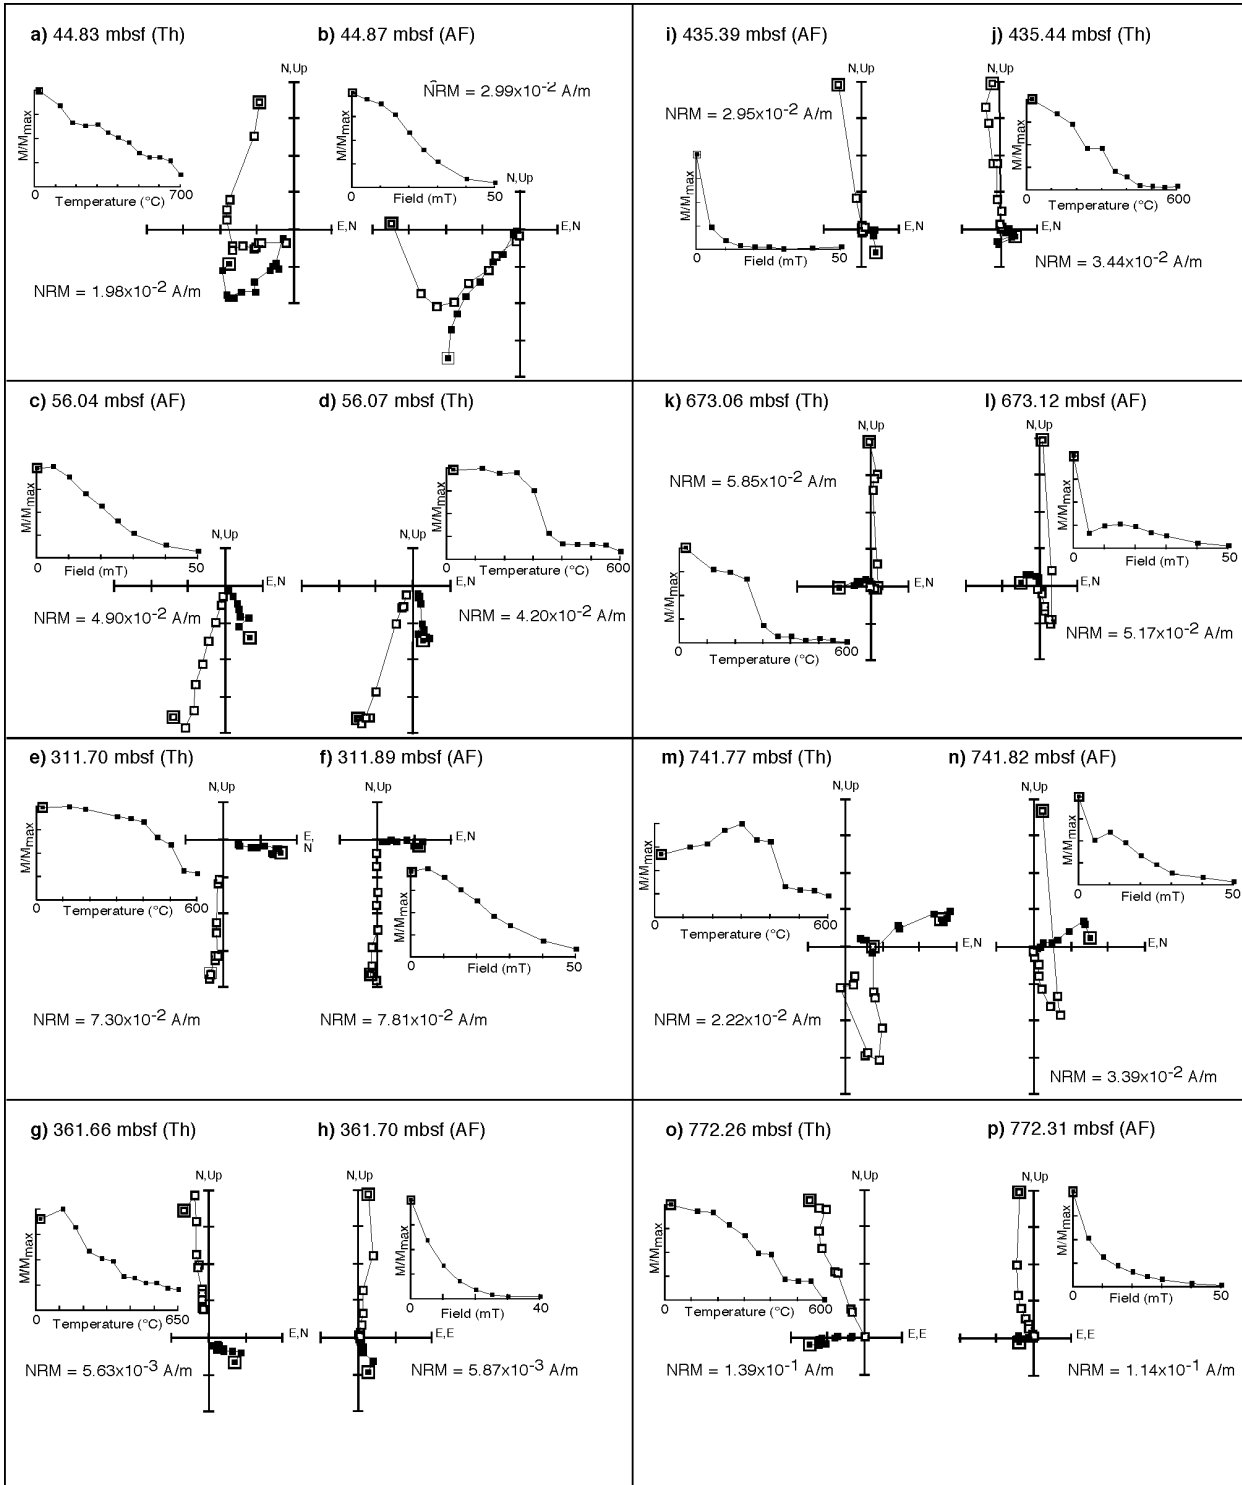 a) 44.83 mbsf (Th)
M/Mmax
0
700
Temperature (°C)
E,N
NRM = 1.98x10-2 A/m
b) 44.87 mbsf (AF)
NRM = 2.99x10-2 A/m
M/Mmax
0
50
Field (mT)
N,Up
E,N
N,Up
c) 56.04 mbsf (AF)
M/Mmax
0
50
Field (mT)
N,Up
E,N
NRM = 4.90x10-2 A/m
d) 56.07 mbsf (Th)
M/Mmax
0
600
Temperature (°C)
N,Up
E,N
NRM = 4.20x10-2 A/m
e) 311.70 mbsf (Th)
N,Up
M/Mmax
0
600
Temperature (°C)
E,
N
NRM = 7.30x10-2 A/m
f) 311.89 mbsf (AF)
N,Up
E,N
M/Mmax
0
50
Field (mT)
NRM = 7.81x10-2 A/m
g) 361.66 mbsf (Th)
N,Up
M/Mmax
0
650
Temperature (°C)
E,N
NRM = 5.63x10-3 A/m
h) 361.70 mbsf (AF)
N,Up
M/Mmax
0
40
Field (mT)
E,E
NRM = 5.87x10-3 A/m
i) 435.39 mbsf (AF)
N,Up
NRM = 2.95x10-2 A/m
M/Mmax
E,N
0
50
Field (mT)
j) 435.44 mbsf (Th)
N,Up
M/Mmax
0
600
Temperature (°C)
E,N
NRM = 3.44x10-2 A/m
k) 673.06 mbsf (Th)
N,Up
NRM = 5.85x10-2 A/m
M/Mmax
E,N
0
600
Temperature (°C)
l) 673.12 mbsf (AF)
N,Up
M/Mmax
0
50
Field (mT)
E,N
NRM = 5.17x10-2 A/m
m) 741.77 mbsf (Th)
N,Up
M/Mmax
0
600
Temperature (°C)
E,N
NRM = 2.22x10-2 A/m
n) 741.82 mbsf (AF)
N,Up
M/Mmax
0
50
Field (mT)
E,N
NRM = 3.39x10-2 A/m
o) 772.26 mbsf (Th)
N,Up
M/Mmax
0
600
Temperature (°C)
E,E
NRM = 1.39x10-1 A/m
p) 772.31 mbsf (AF)
N,Up
M/Mmax
0
50
Field (mT)
E,E
NRM = 1.14x10-1 A/m